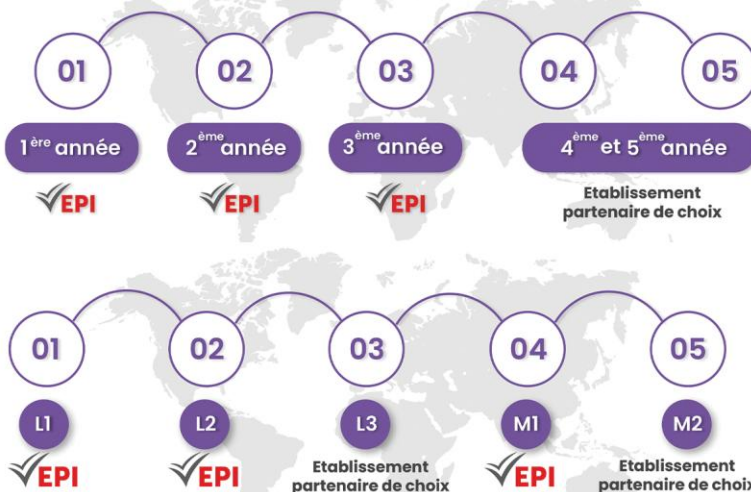 01 02 03 04 05
1ère année 2ème année 3ème année 4ème et 5ème année
EPI EPI EPI Etablissement
partenaire de choix
01 02 03 04 05
L1 L2 L3 M1 M2
EPI EPI Etablissement EPI Etablissement
partenaire de choix partenaire de choix